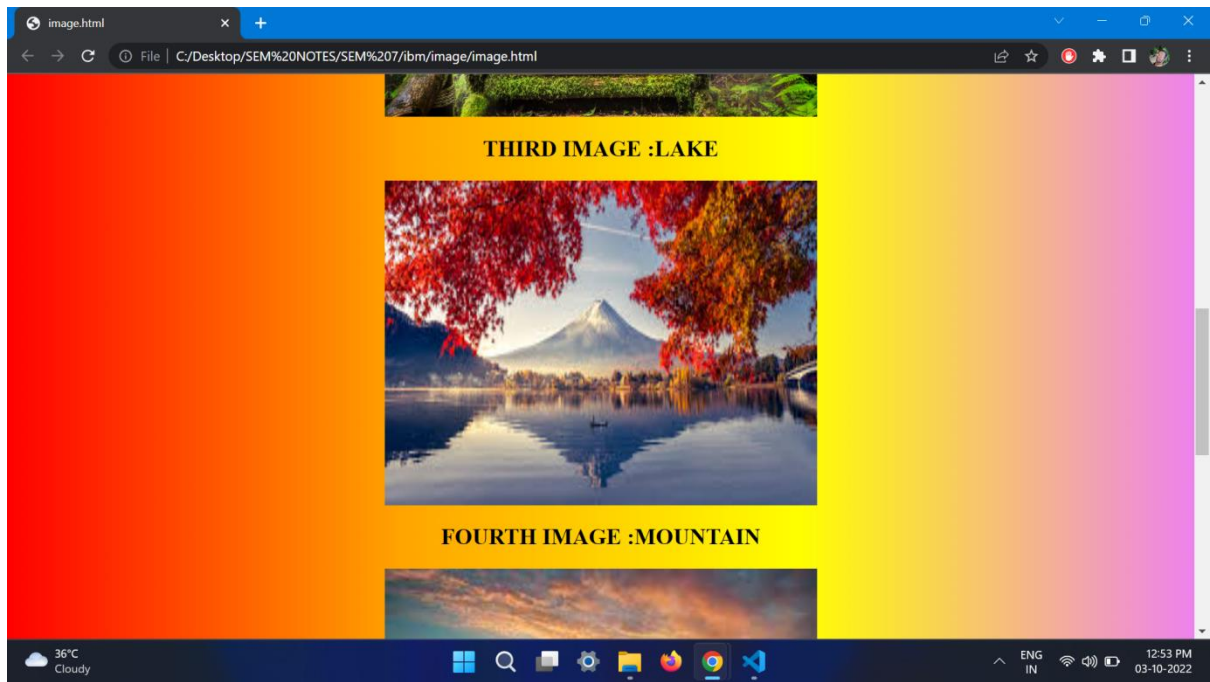 image.html
File | C:/Desktop/SEM%20NOTES/SEM%207/ibm/image/image.html
THIRD IMAGE :LAKE
FOURTH IMAGE :MOUNTAIN
36°C
Cloudy
ENG
IN
12:53 PM
03-10-2022